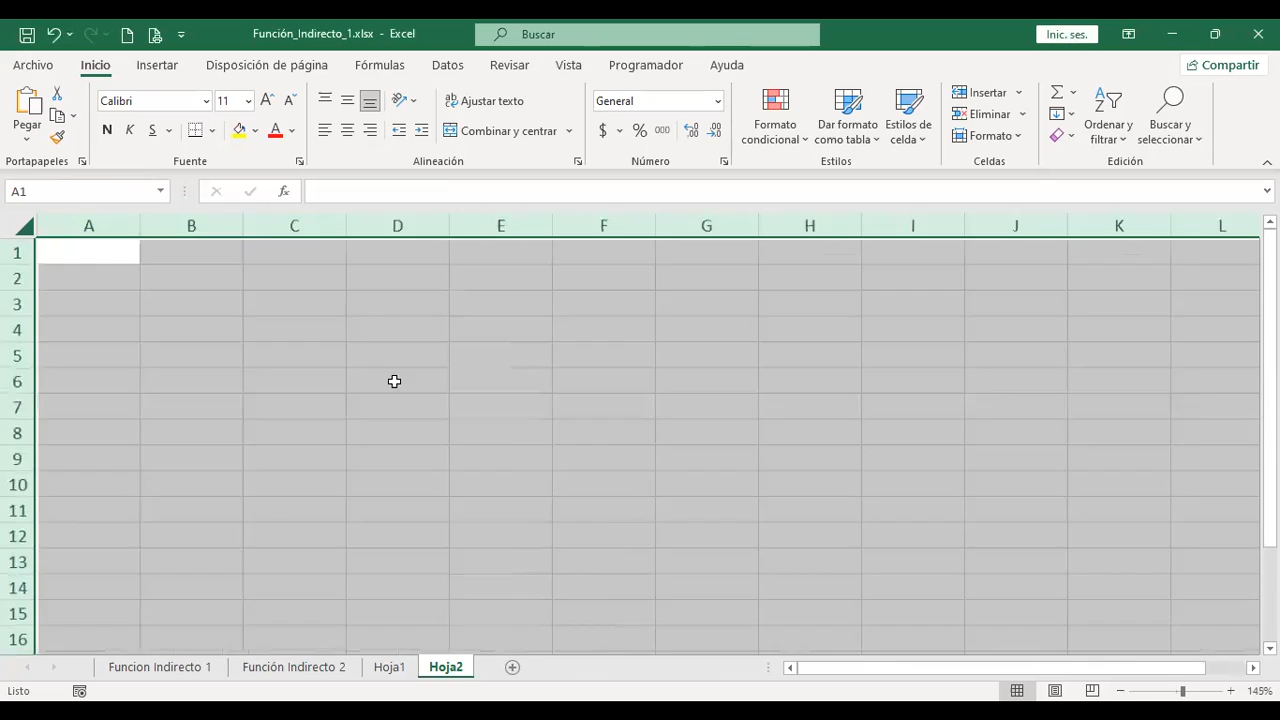 Función_Indirecto_1.xlsx - Excel
Buscar
Inic. ses.
Archivo Inicio Insertar Disposición de página Fórmulas Datos Revisar Vista Programador Ayuda
Compartir
Pegar
Portapapeles
Calibri 11
N K S
Fuente
Ajustar texto
Combinar y centrar
Alineación
General
$ % 000
Número
Formato condicional
Dar formato como tabla
Estilos de celda
Estilos
Insertar
Eliminar
Formato
Celdas
Ordenar y filtrar
Buscar y seleccionar
Edición
A1
fx
A B C D E F G H I J K L
1
2
3
4
5
6
7
8
9
10
11
12
13
14
15
16
Funcion Indirecto 1 Función Indirecto 2 Hoja1 Hoja2
Listo
145%